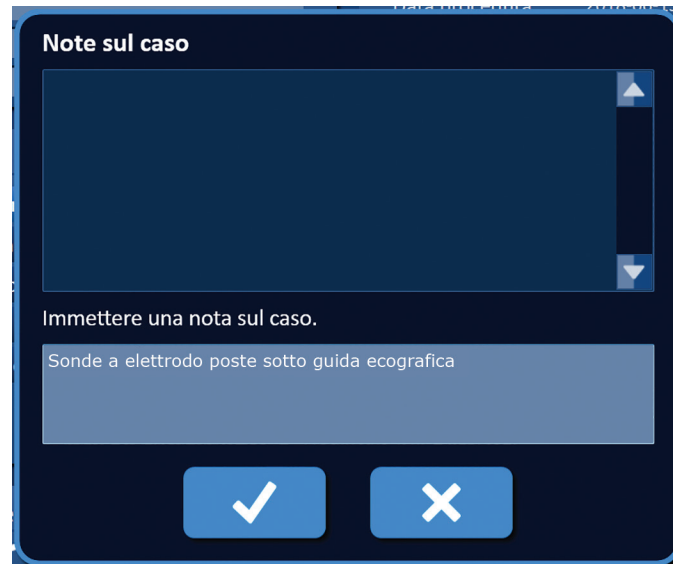 Note sul caso
Immettere una nota sul caso.
Sonde a elettrodo poste sotto guida ecografica